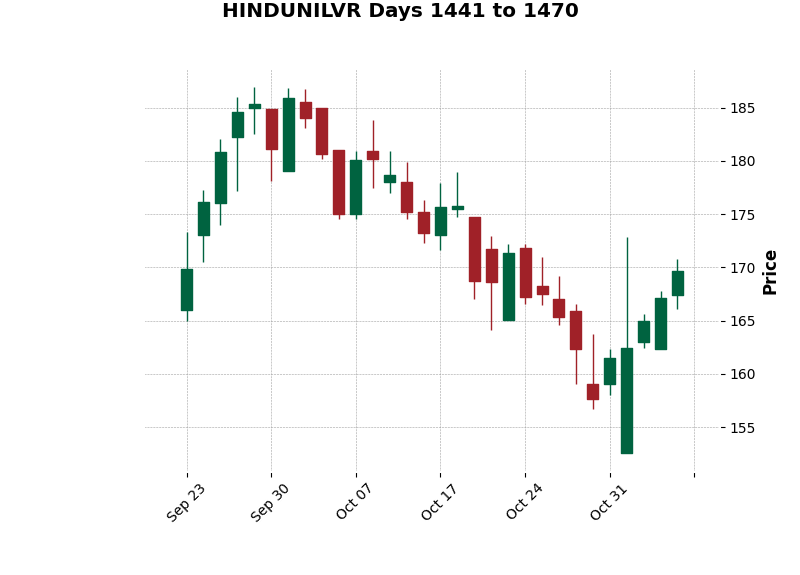 HINDUNILVR Days 1441 to 1470
185
180
175
170
165
160
155
Price
Sep 23
Sep 30
Oct 07
Oct 17
Oct 24
Oct 31